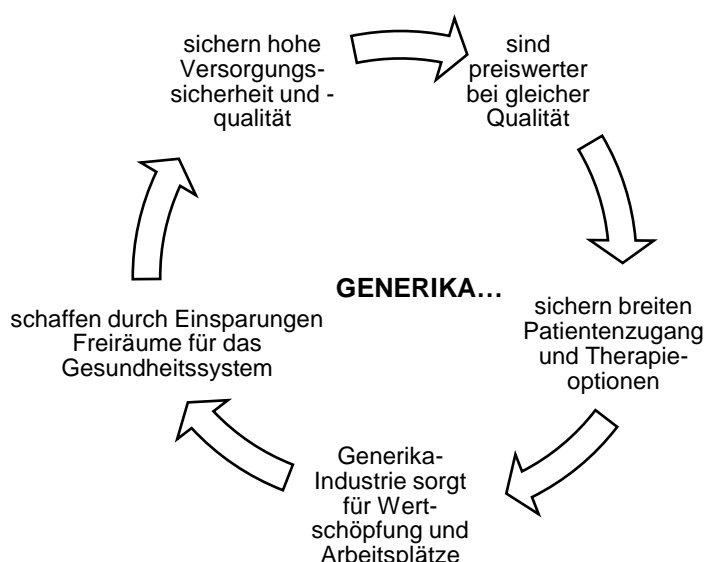 sichern hohe
Versorgungs-
sicherheit und -
qualität
sind
preiswerter
bei gleicher
Qualität
GENERIKA…
sichern breiten
Patientenzugang
und Therapie-
optionen
schaffen durch Einsparungen
Freiräume für das
Gesundheitssystem
Generika-
Industrie sorgt
für Wert-
schöpfung und
Arbeitsplätze